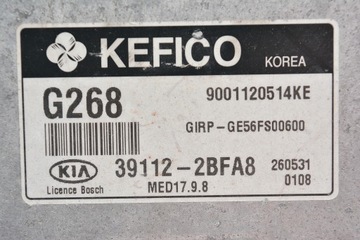 KEFICO KOREA
G268 9001120514KE
GIRP-GE56FS00600
KIA 39112-2BFA8 260531
Licence Bosch MED17.9.8 0108